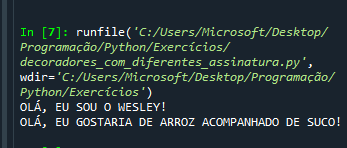 In [7]: runfile('C:/Users/Microsoft/Desktop/
Programação/Python/Exercícios/
decoradores_com_diferentes_assinatura.py',
wdir='C:/Users/Microsoft/Desktop/Programação/
Python/Exercícios')
OLÁ, EU SOU O WESLEY!
OLÁ, EU GOSTARIA DE ARROZ ACOMPANHADO DE SUCO!